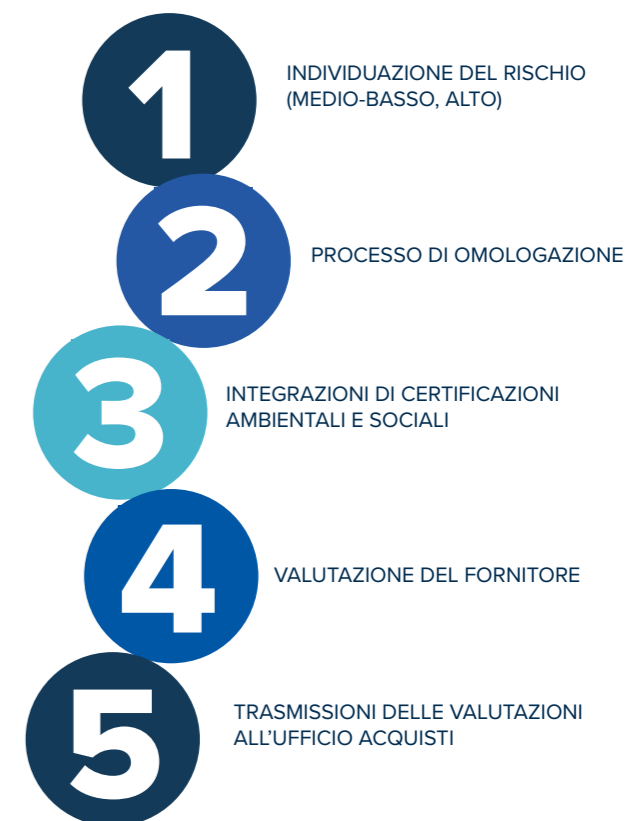 1
INDIVIDUAZIONE DEL RISCHIO
(MEDIO-BASSO, ALTO)
2
PROCESSO DI OMOLOGAZIONE
3
INTEGRAZIONI DI CERTIFICAZIONI
AMBIENTALI E SOCIALI
4
VALUTAZIONE DEL FORNITORE
5
TRASMISSIONI DELLE VALUTAZIONI
ALL’UFFICIO ACQUISTI